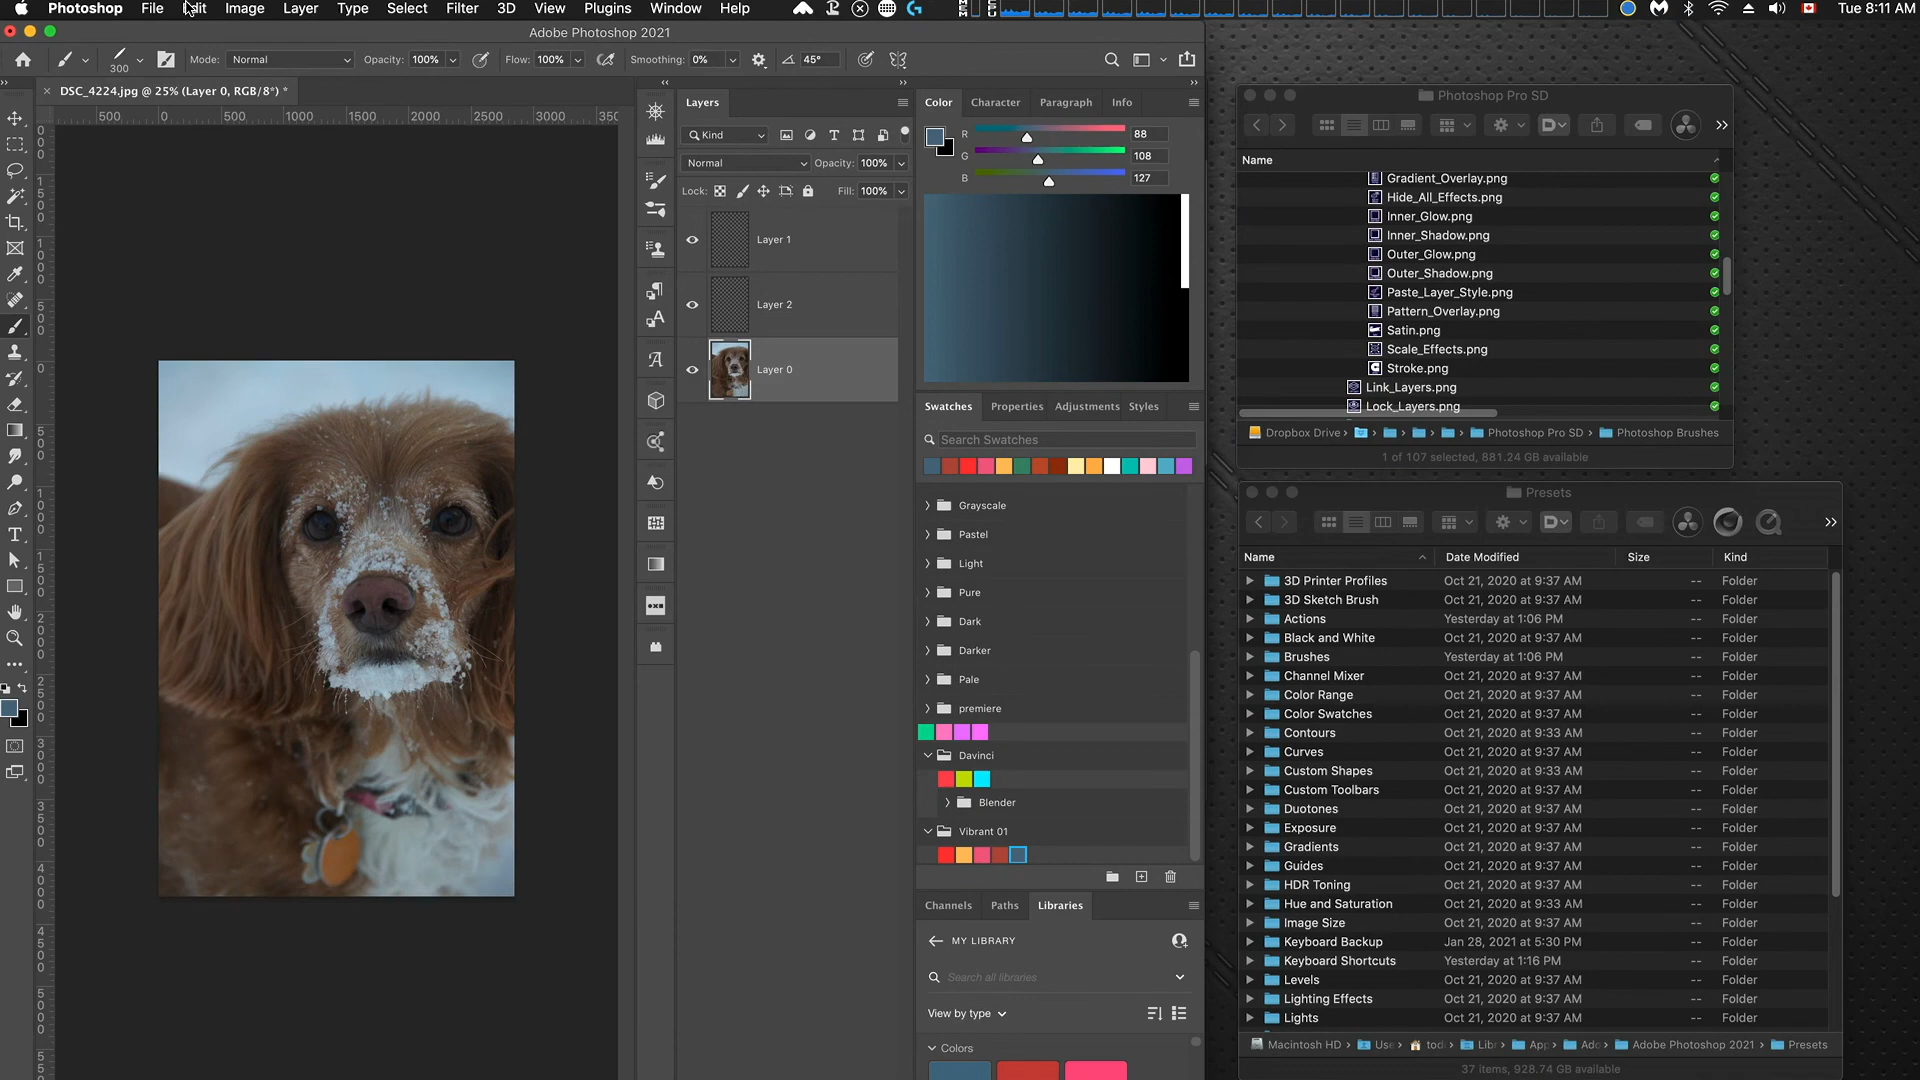 Photoshop File Edit Image Layer Type Select Filter 3D View Plugins Window Help
Tue 8:11 AM
Adobe Photoshop 2021
300
Mode: Normal
Opacity: 100%
Flow: 100%
Smoothing: 0%
45°
DSC_4224.jpg @ 25% (Layer 0, RGB/8*) *
500 0 500 1000 1500 2000 2500 3000
Layers
Kind
Normal
Opacity: 100%
Lock:
Fill: 100%
Layer 1
Layer 2
Layer 0
Color Character Paragraph Info
R 88
G 108
B 127
Swatches Properties Adjustments Styles
Search Swatches
Grayscale
Pastel
Light
Pure
Dark
Darker
Pale
premiere
Davinci
Blender
Vibrant 01
Channels Paths Libraries
MY LIBRARY
Search all libraries
View by type
Colors
Photoshop Pro SD
Name
Gradient_Overlay.png
Hide_All_Effects.png
Inner_Glow.png
Inner_Shadow.png
Outer_Glow.png
Outer_Shadow.png
Paste_Layer_Style.png
Pattern_Overlay.png
Satin.png
Scale_Effects.png
Stroke.png
Link_Layers.png
Lock_Layers.png
Dropbox Drive Photoshop Pro SD Photoshop Brushes
1 of 107 selected, 881.24 GB available
Presets
Name Date Modified Size Kind
3D Printer Profiles Oct 21, 2020 at 9:37 AM -- Folder
3D Sketch Brush Oct 21, 2020 at 9:37 AM -- Folder
Actions Yesterday at 1:06 PM -- Folder
Black and White Oct 21, 2020 at 9:37 AM -- Folder
Brushes Yesterday at 1:06 PM -- Folder
Channel Mixer Oct 21, 2020 at 9:37 AM -- Folder
Color Range Oct 21, 2020 at 9:37 AM -- Folder
Color Swatches Oct 21, 2020 at 9:37 AM -- Folder
Contours Oct 21, 2020 at 9:33 AM -- Folder
Curves Oct 21, 2020 at 9:37 AM -- Folder
Custom Shapes Oct 21, 2020 at 9:33 AM -- Folder
Custom Toolbars Oct 21, 2020 at 9:37 AM -- Folder
Duotones Oct 21, 2020 at 9:37 AM -- Folder
Exposure Oct 21, 2020 at 9:37 AM -- Folder
Gradients Oct 21, 2020 at 9:37 AM -- Folder
Guides Oct 21, 2020 at 9:37 AM -- Folder
HDR Toning Oct 21, 2020 at 9:37 AM -- Folder
Hue and Saturation Oct 21, 2020 at 9:33 AM -- Folder
Image Size Oct 21, 2020 at 9:37 AM -- Folder
Keyboard Backup Jan 28, 2021 at 5:30 PM -- Folder
Keyboard Shortcuts Yesterday at 1:16 PM -- Folder
Levels Oct 21, 2020 at 9:37 AM -- Folder
Lighting Effects Oct 21, 2020 at 9:37 AM -- Folder
Lights Oct 21, 2020 at 9:37 AM -- Folder
Macintosh HD Use tod Libr App Ado Adobe Photoshop 2021 Presets
37 items, 928.74 GB available